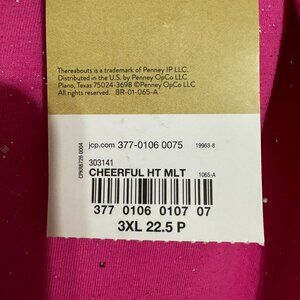 Thereabouts is a trademark of Penney IP LLC.
Distributed in the U.S. by Penney OpCo LLC
Plano, Texas 75024-3698 ©Penney OpCo LLC
All rights reserved. BR-01-065-A
jcp.com 377-0106 0075 19963-8
303141
CHEERFUL HT MLT 1065-A
377 0106 0107 07
3XL 22.5 P